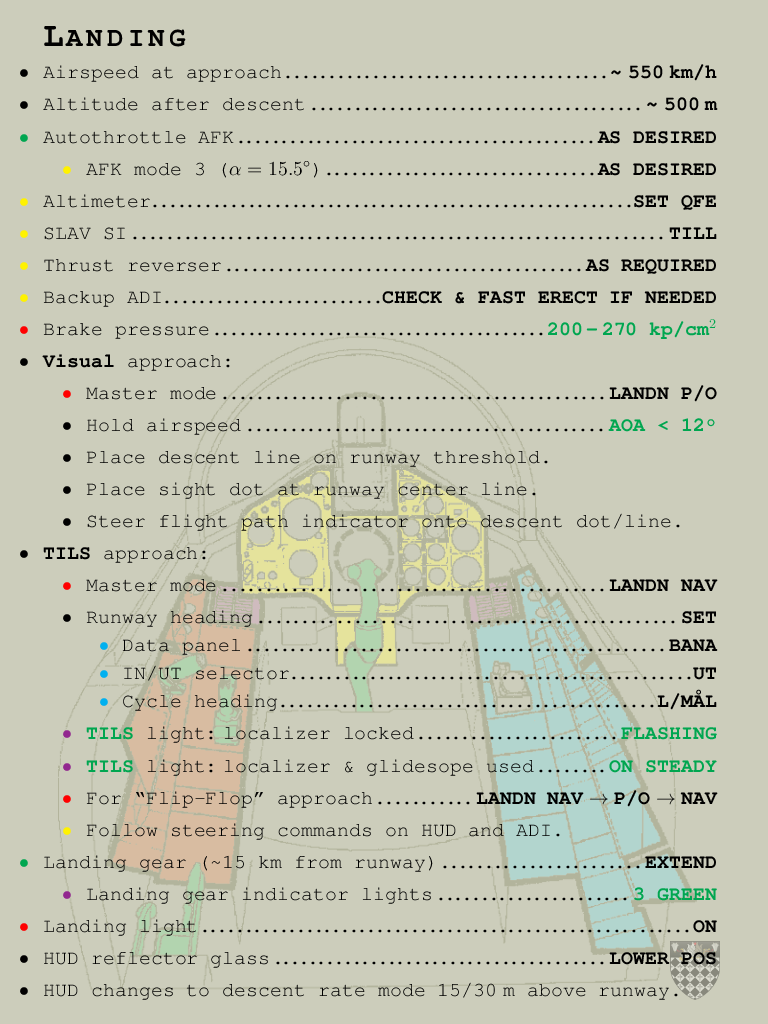 LANDING
• Airspeed at approach....................................~ 550 km/h
• Altitude after descent.....................................~ 500 m
• Autothrottle AFK........................................AS DESIRED
• AFK mode 3 (α = 15.5°)..............................AS DESIRED
• Altimeter.....................................................SET QFE
• SLAV SI...........................................................TILL
• Thrust reverser........................................AS REQUIRED
• Backup ADI........................CHECK & FAST ERECT IF NEEDED
• Brake pressure.....................................200–270 kp/cm²
• Visual approach:
• Master mode...........................................LANDN P/O
• Hold airspeed........................................AOA < 12°
• Place descent line on runway threshold.
• Place sight dot at runway center line.
• Steer flight path indicator onto descent dot/line.
• TILS approach:
• Master mode...........................................LANDN NAV
• Runway heading...............................................SET
• Data panel...............................................BANA
• IN/UT selector.............................................UT
• Cycle heading..........................................L/MÅL
• TILS light: localizer locked......................FLASHING
• TILS light: localizer & glidesope used........ON STEADY
• For “Flip-Flop” approach...........LANDN NAV → P/O → NAV
• Follow steering commands on HUD and ADI.
• Landing gear (~15 km from runway)......................EXTEND
• Landing gear indicator lights.....................3 GREEN
• Landing light......................................................ON
• HUD reflector glass.....................................LOWER POS
• HUD changes to descent rate mode 15/30 m above runway.